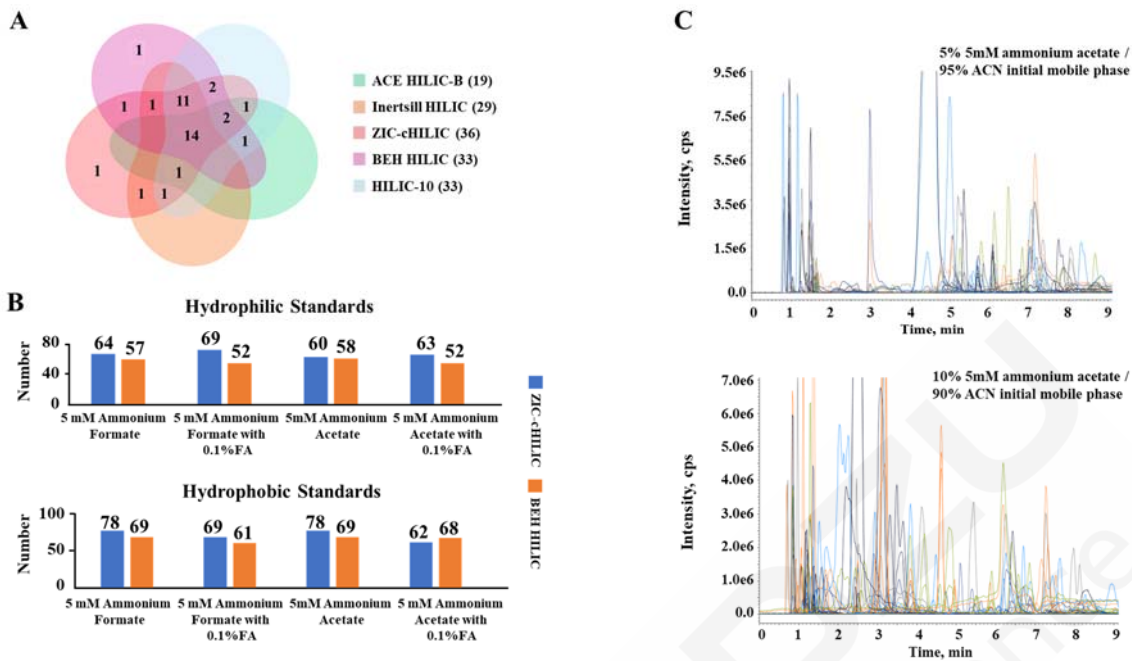 A
1
2
1
1
11
2
1
14
1
1
1
1
1
ACE HILIC-B (19)
Inertsill HILIC (29)
ZIC-cHILIC (36)
BEH HILIC (33)
HILIC-10 (33)
B
Hydrophilic Standards
Number
80
40
0
64
57
69
52
60
58
63
52
5 mM Ammonium
Formate
5 mM Ammonium
Formate with
0.1%FA
5mM Ammonium
Acetate
5 mM Ammonium
Acetate with
0.1%FA
Hydrophobic Standards
Number
100
50
0
78
69
69
61
78
69
62
68
5 mM Ammonium
Formate
5 mM Ammonium
Formate with
0.1%FA
5mM Ammonium
Acetate
5 mM Ammonium
Acetate with 0.1%FA
ZIC-cHILIC
BEH HILIC
C
5% 5mM ammonium acetate /
95% ACN initial mobile phase
Intensity, cps
9.5e6
7.5e6
5.5e6
3.5e6
1.5e6
0.0
0 1 2 3 4 5 6 7 8 9
Time, min
10% 5mM ammonium acetate /
90% ACN initial mobile phase
Intensity, cps
7.0e6
6.0e6
5.0e6
4.0e6
3.0e6
2.0e6
1.0e6
0.0
0 1 2 3 4 5 6 7 8 9
Time, min